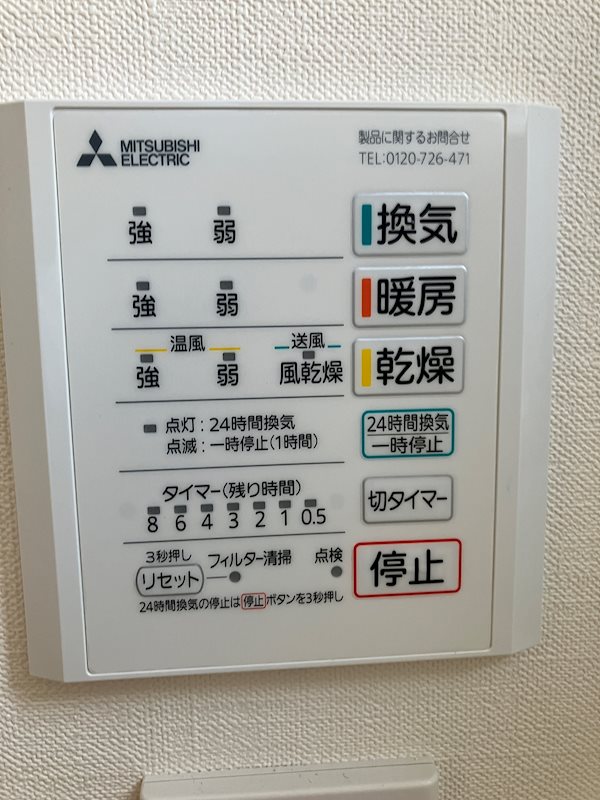 MITSUBISHI
ELECTRIC
製品に関するお問合せ
TEL:0120-726-471
強 弱 換気
強 弱 暖房
温風 送風
強 弱 風乾燥 乾燥
点灯:24時間換気
点滅:一時停止(1時間)
24時間換気
一時停止
タイマー(残り時間)
8 6 4 3 2 1 0.5
切タイマー
3秒押し
リセット フィルター清掃 点検
停止
24時間換気の停止は停止ボタンを3秒押し